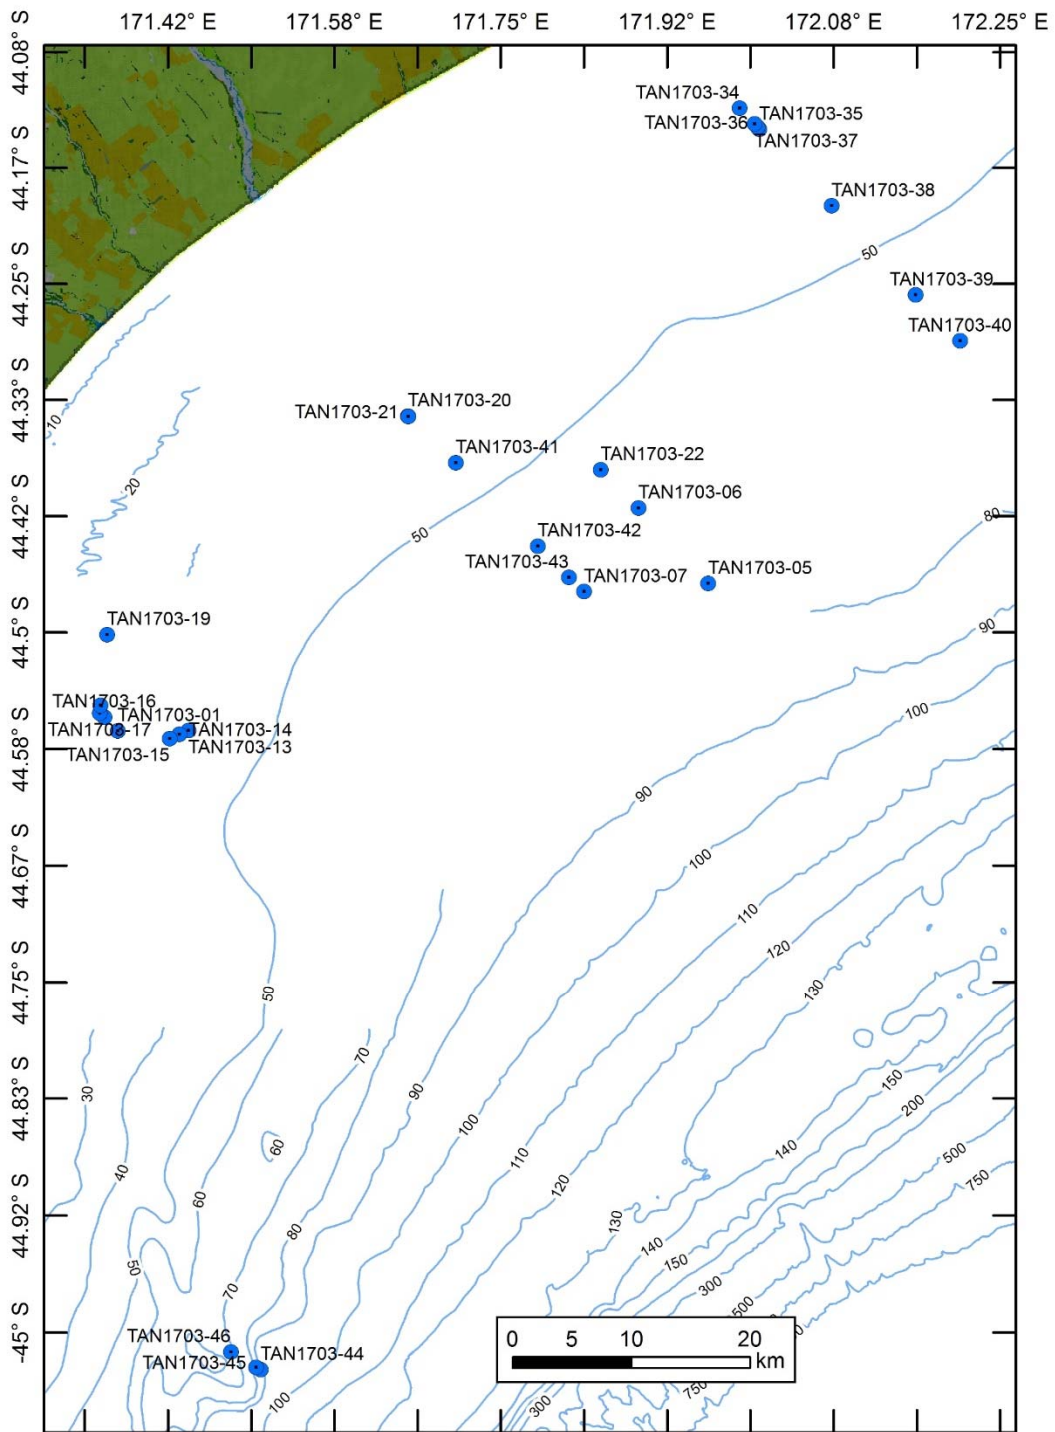 171.42° E 171.58° E 171.75° E 171.92° E 172.08° E 172.25° E
44.08° S
TAN1703-34
TAN1703-35
TAN1703-36
TAN1703-37
44.17° S
TAN1703-38
50
44.25° S
TAN1703-39
TAN1703-40
44.33° S
10
TAN1703-20
TAN1703-21
TAN1703-41
TAN1703-22
20
TAN1703-06
44.42° S
80
50
TAN1703-42
TAN1703-43
TAN1703-07
TAN1703-05
44.5° S
TAN1703-19
90
TAN1703-16
TAN1703-01
100
TAN1703-17
TAN1703-14
TAN1703-13
TAN1703-15
44.58° S
90
44.67° S
100
110
120
44.75° S
50
130
70
44.83° S
30
90
150
200
100
60
140
500
110
40
750
120
60
44.92° S
130
80
140
50
150
300
70
500
-45° S
TAN1703-46
TAN1703-44
TAN1703-45
0 5 10 20
km
100
300
750